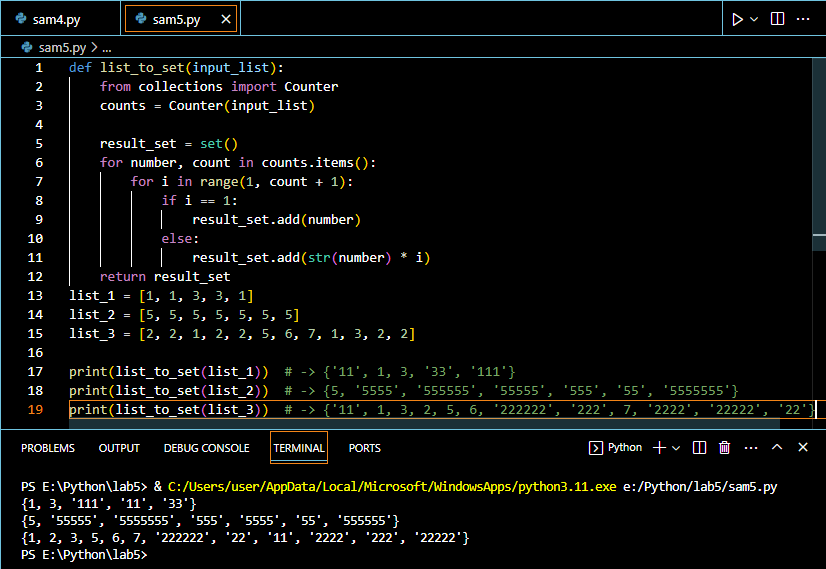 sam4.py sam5.py ×
sam5.py > ...
1 def list_to_set(input_list):
2     from collections import Counter
3     counts = Counter(input_list)
4
5     result_set = set()
6     for number, count in counts.items():
7         for i in range(1, count + 1):
8             if i == 1:
9                 result_set.add(number)
10             else:
11                 result_set.add(str(number) * i)
12     return result_set
13 list_1 = [1, 1, 3, 3, 1]
14 list_2 = [5, 5, 5, 5, 5, 5, 5]
15 list_3 = [2, 2, 1, 2, 2, 5, 6, 7, 1, 3, 2, 2]
16
17 print(list_to_set(list_1))  # -> {'11', 1, 3, '33', '111'}
18 print(list_to_set(list_2))  # -> {5, '5555', '555555', '55555', '555', '55', '5555555'}
19 print(list_to_set(list_3))  # -> {'11', 1, 3, 2, 5, 6, '222222', '222', 7, '2222', '22222', '22'}
PROBLEMS OUTPUT DEBUG CONSOLE TERMINAL PORTS Python
PS E:\Python\lab5> & C:/Users/user/AppData/Local/Microsoft/WindowsApps/python3.11.exe e:/Python/lab5/sam5.py
{1, 3, '111', '11', '33'}
{5, '55555', '5555555', '555', '5555', '55', '555555'}
{1, 2, 3, 5, 6, 7, '222222', '22', '11', '2222', '222', '22222'}
PS E:\Python\lab5>